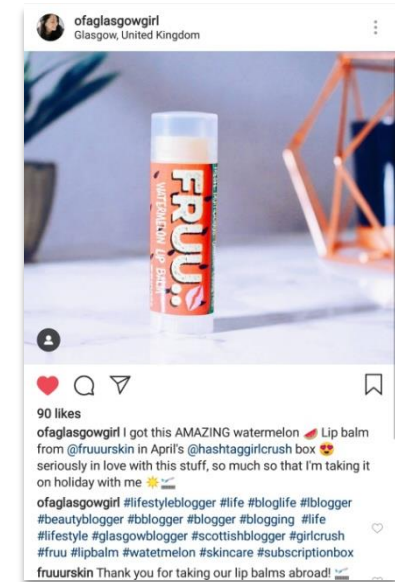 ofaglasgowgirl
Glasgow, United Kingdom
FRUU..
WATERMELON LIP BALM
90 likes
ofaglasgowgirl I got this AMAZING watermelon 🍉 Lip balm
from @fruuurskin in April's @hashtaggirlcrush box 😍
seriously in love with this stuff, so much so that I'm taking it
on holiday with me ☀️🛫
ofaglasgowgirl #lifestyleblogger #life #bloglife #lblogger
#beautyblogger #bblogger #blogger #blogging #life
#lifestyle #glasgowblogger #scottishblogger #girlcrush
#fruu #lipbalm #watetmelon #skincare #subscriptionbox
fruuurskin Thank you for taking our lip balms abroad! 🛫